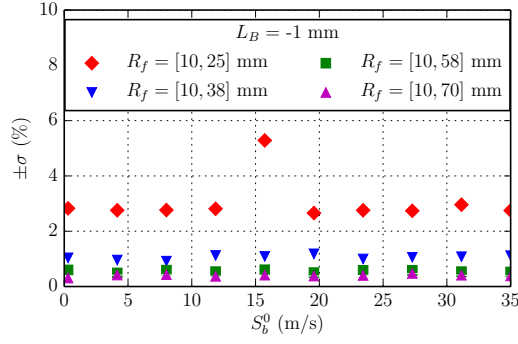 10
8
6
4
2
0
±σ (%)
L_B = -1 mm
R_f = [10, 25] mm
R_f = [10, 58] mm
R_f = [10, 38] mm
R_f = [10, 70] mm
0 5 10 15 20 25 30 35
S_b^0 (m/s)